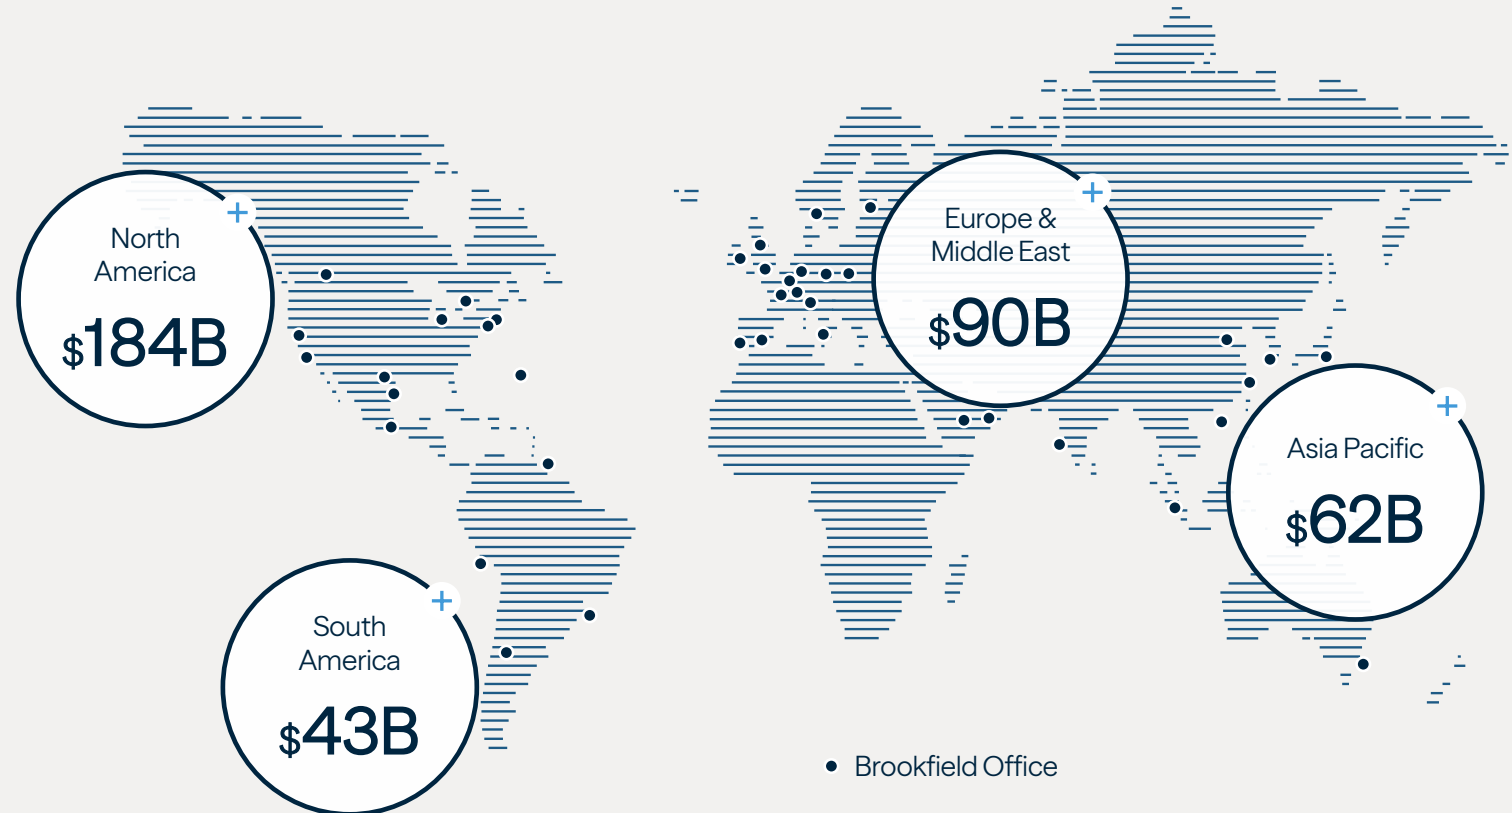 North
America
$184B
Europe &
Middle East
$90B
Asia Pacific
$62B
South
America
$43B
Brookfield Office